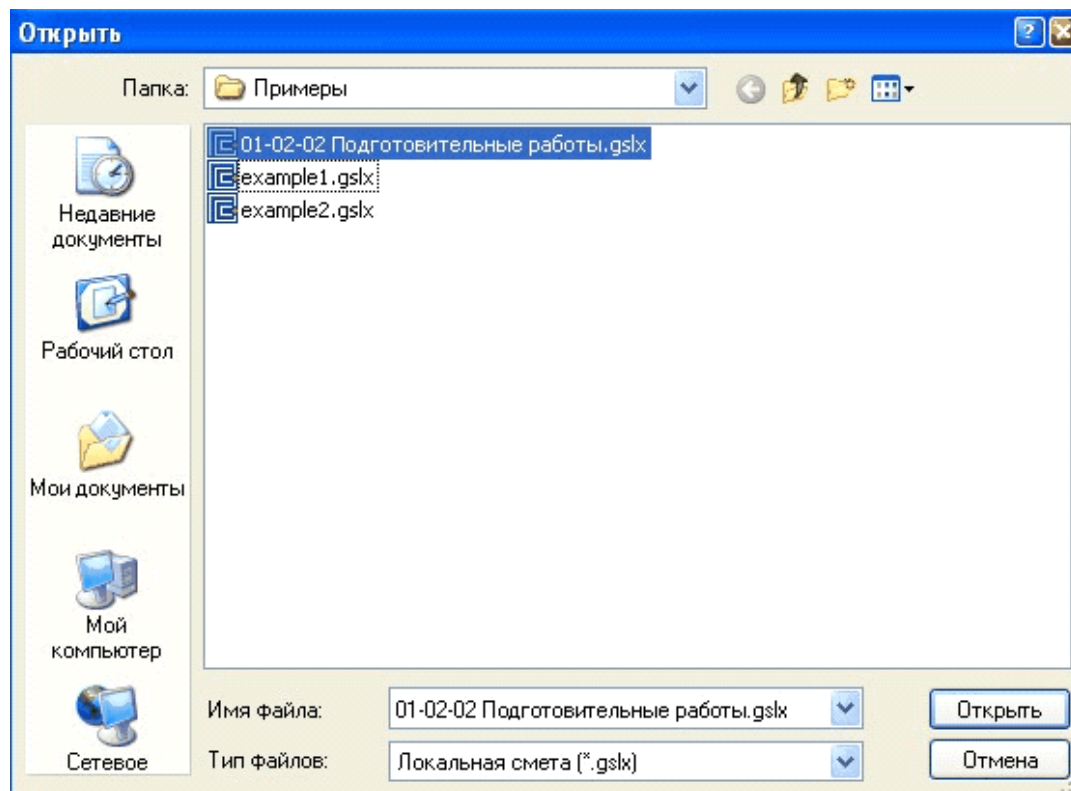 Открыть
Папка:
Примеры
01-02-02 Подготовительные работы.gslx
example1.gslx
example2.gslx
Недавние
документы
Рабочий стол
Мои документы
Мой
компьютер
Сетевое
Имя файла:
01-02-02 Подготовительные работы.gslx
Открыть
Тип файлов:
Локальная смета (*.gslx)
Отмена